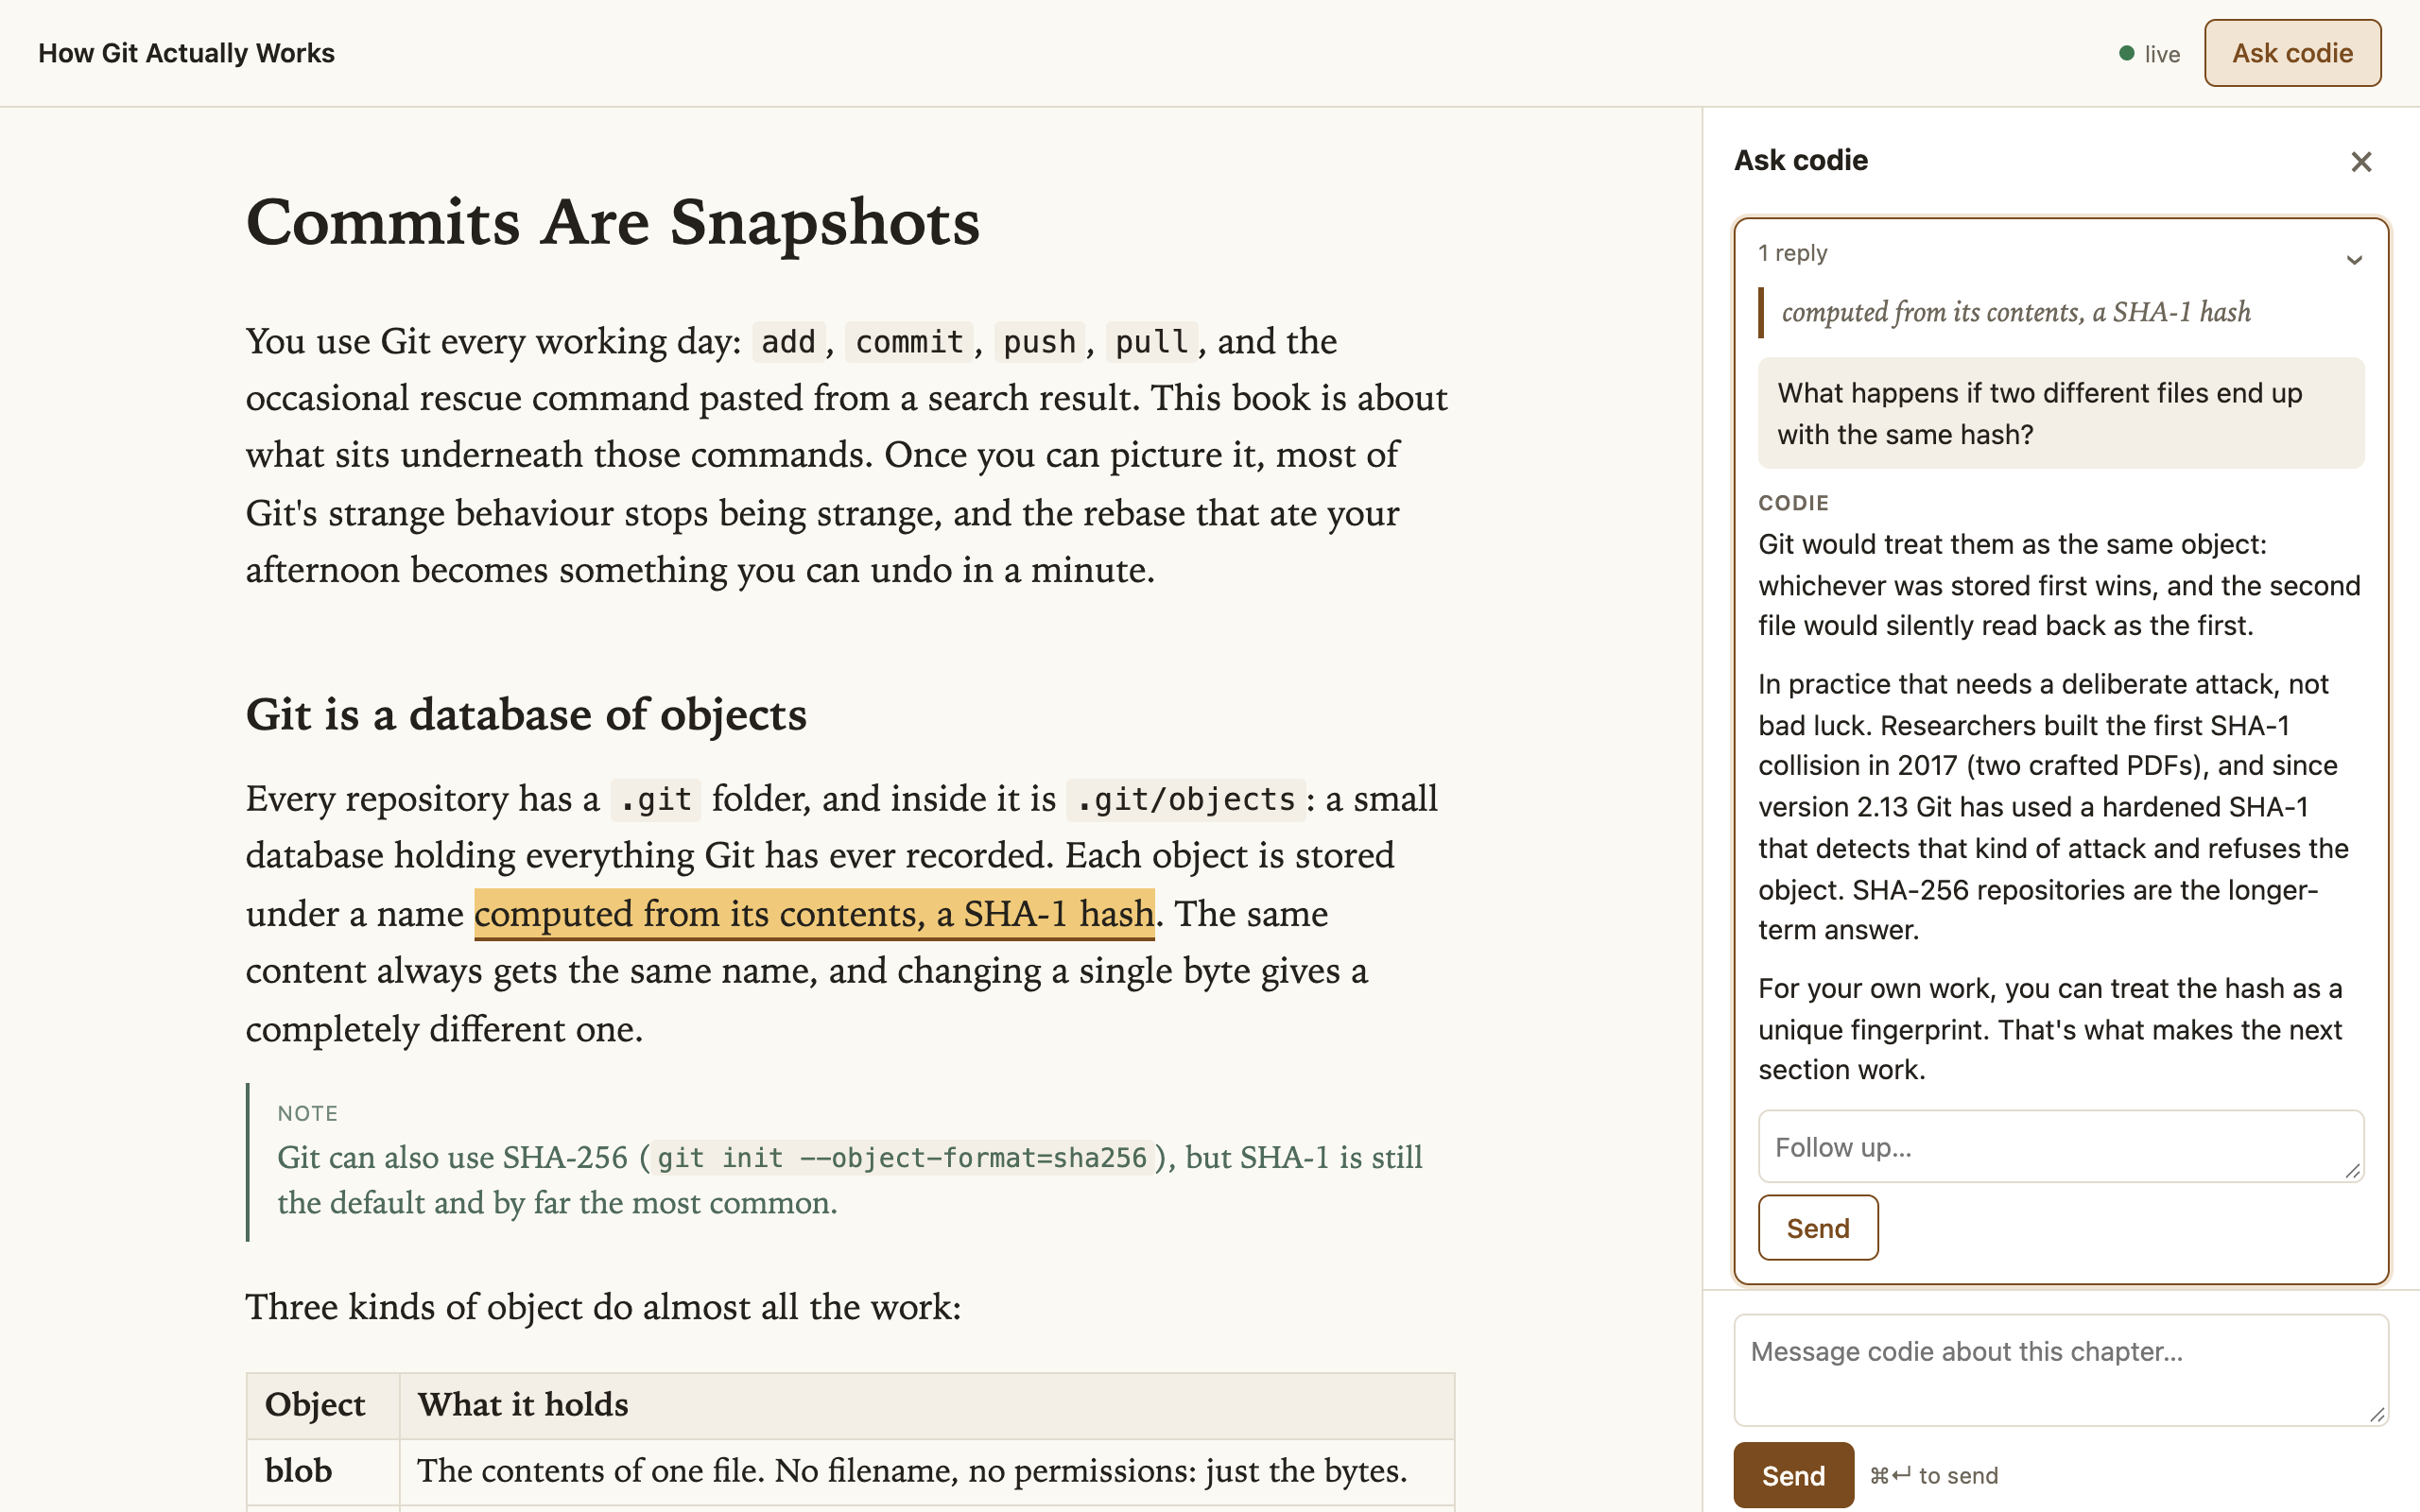 How Git Actually Works
live
Ask codie
Commits Are Snapshots
You use Git every working day: add, commit, push, pull, and the
occasional rescue command pasted from a search result. This book is about
what sits underneath those commands. Once you can picture it, most of
Git's strange behaviour stops being strange, and the rebase that ate your
afternoon becomes something you can undo in a minute.
Git is a database of objects
Every repository has a .git folder, and inside it is .git/objects: a small
database holding everything Git has ever recorded. Each object is stored
under a name computed from its contents, a SHA-1 hash. The same
content always gets the same name, and changing a single byte gives a
completely different one.
NOTE
Git can also use SHA-256 (git init --object-format=sha256), but SHA-1 is still
the default and by far the most common.
Three kinds of object do almost all the work:
Object What it holds
blob The contents of one file. No filename, no permissions: just the bytes.
Ask codie
1 reply
computed from its contents, a SHA-1 hash
What happens if two different files end up
with the same hash?
CODIE
Git would treat them as the same object:
whichever was stored first wins, and the second
file would silently read back as the first.
In practice that needs a deliberate attack, not
bad luck. Researchers built the first SHA-1
collision in 2017 (two crafted PDFs), and since
version 2.13 Git has used a hardened SHA-1
that detects that kind of attack and refuses the
object. SHA-256 repositories are the longer-
term answer.
For your own work, you can treat the hash as a
unique fingerprint. That's what makes the next
section work.
Follow up...
Send
Message codie about this chapter...
Send ⌘↵ to send